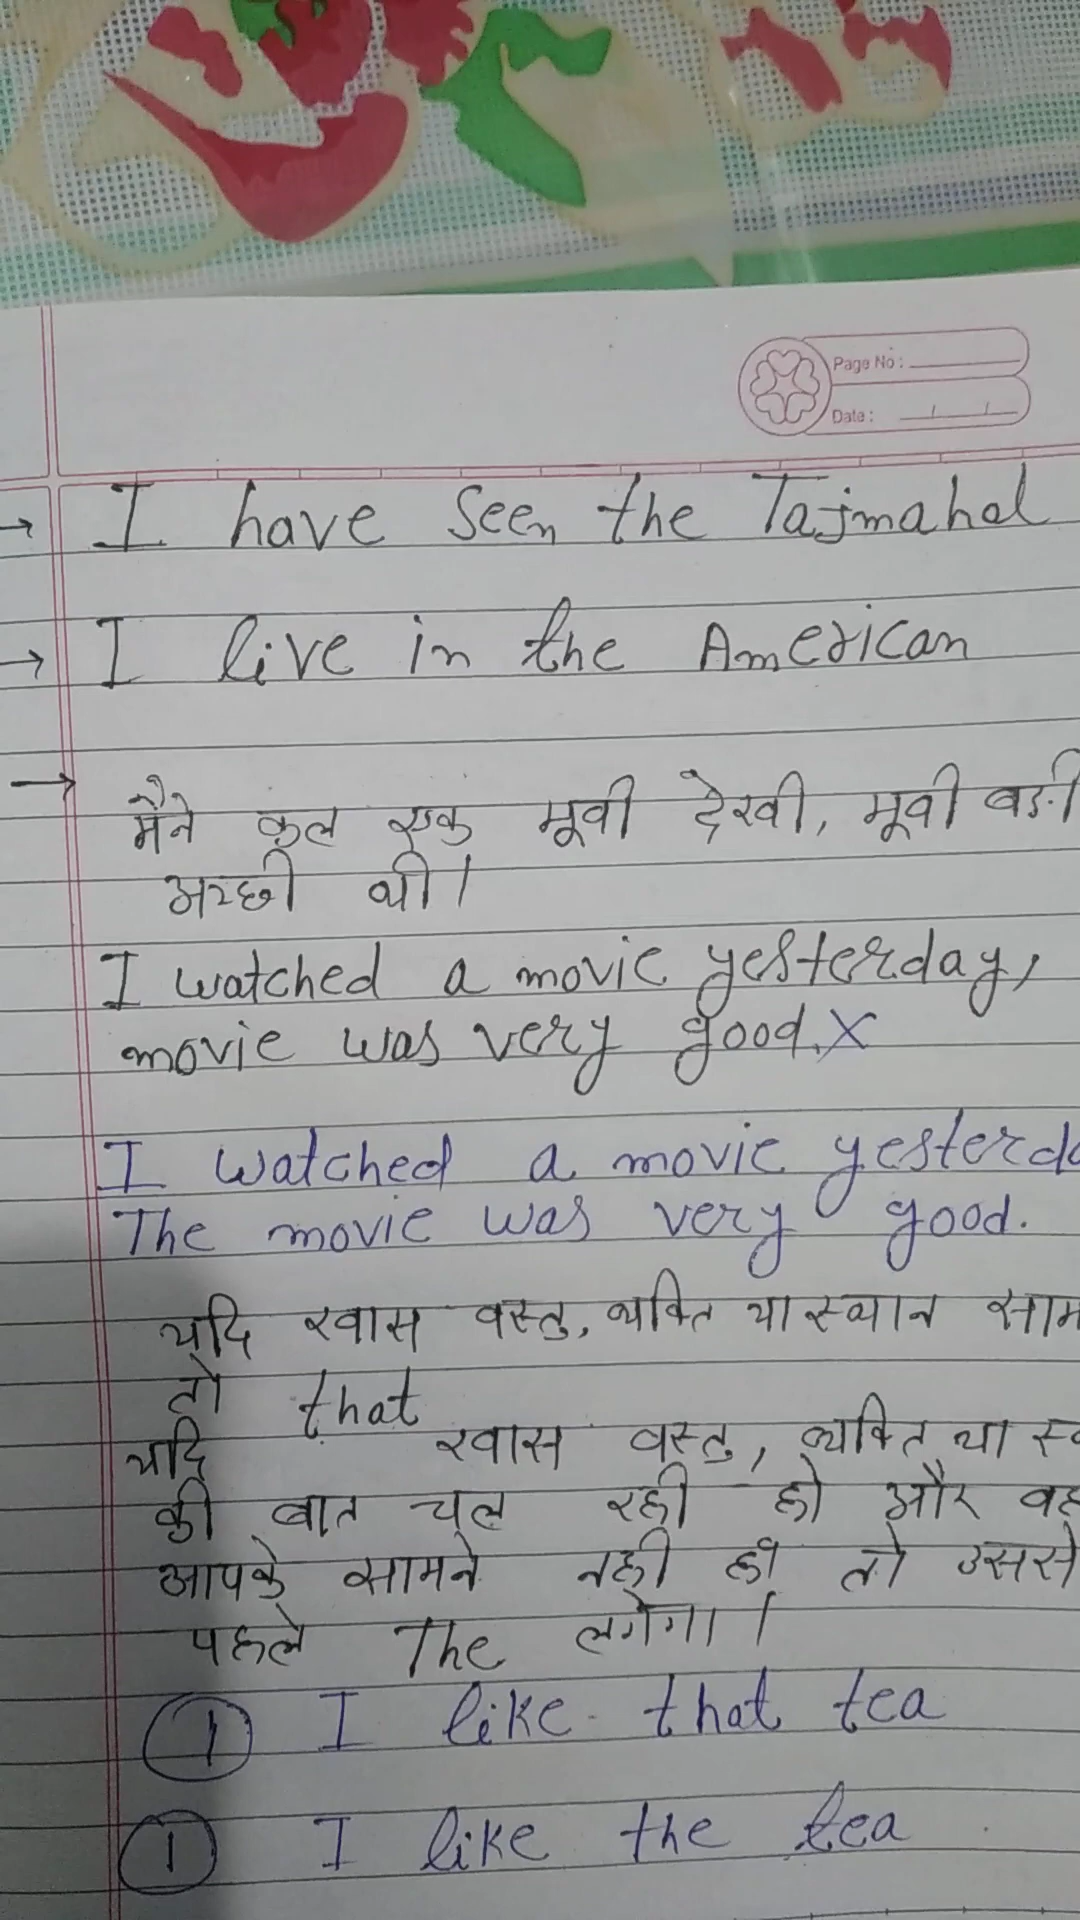 Page No :
Date :
→ I have seen the Tajmahal
→ I live in the American
→ मैने कल एक मूवी देखी, मूवी बङी
अच्छी थी।
I watched a movie yesterday,
movie was very good. X
I watched a movie
The movie was very good.
यदि खास वस्तु, व्यक्ति या स्थान
तो that
यदि खास वस्तु, व्यक्ति या
की बात चल रही हो और वह
आपके सामने नही हो तो उससे
पहले The लगेगा।
1 I like that tea
1 I like the tea